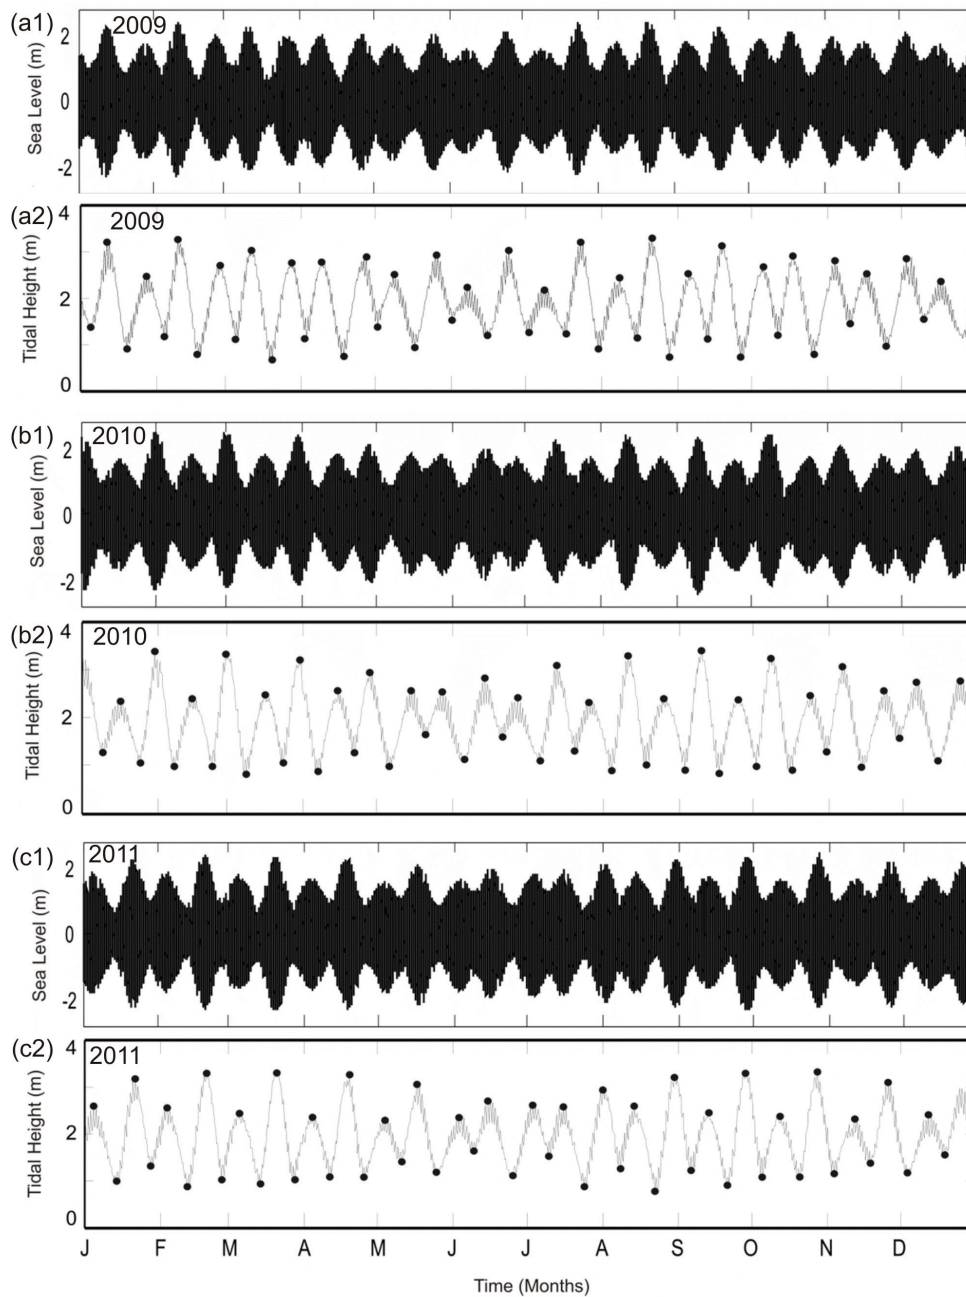 (a1) 2009
2
0
-2
Sea Level (m)
(a2) 2009
4
2
0
Tidal Height (m)
(b1) 2010
2
0
-2
Sea Level (m)
(b2) 2010
4
2
0
Tidal Height (m)
(c1) 2011
2
0
-2
Sea Level (m)
(c2) 2011
4
2
0
Tidal Height (m)
J F M A M J J A S O N D
Time (Months)